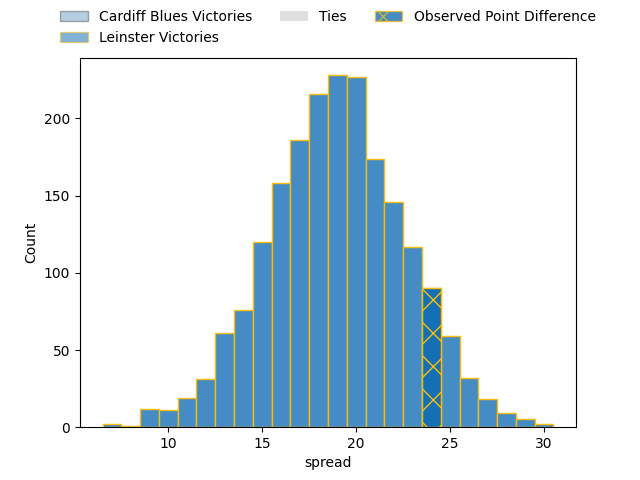 Cardiff Blues Victories
Ties
Observed Point Difference
Leinster Victories
200
150
100
50
0
Count
10
15
20
25
30
spread